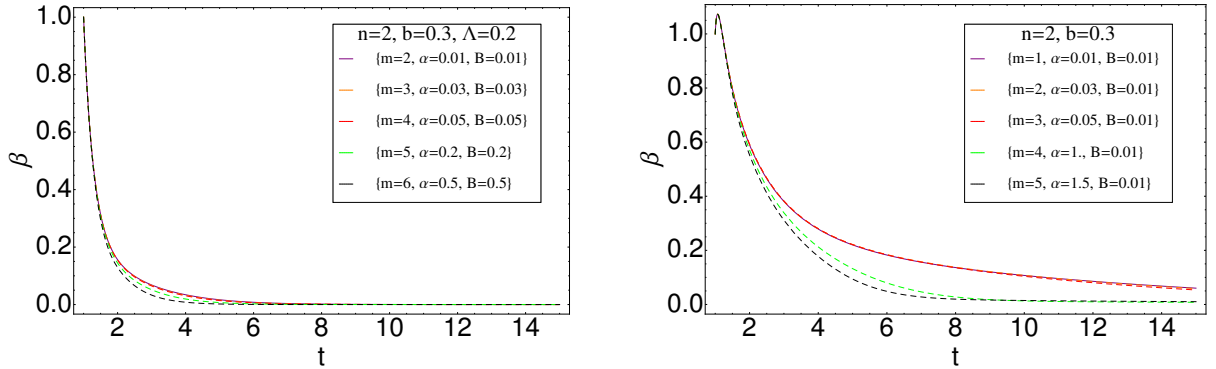 n=2, b=0.3, Λ=0.2
{m=2, α=0.01, B=0.01}
{m=3, α=0.03, B=0.03}
{m=4, α=0.05, B=0.05}
{m=5, α=0.2, B=0.2}
{m=6, α=0.5, B=0.5}
1.0
0.8
0.6
0.4
0.2
0.0
β
2 4 6 8 10 12 14
t
n=2, b=0.3
{m=1, α=0.01, B=0.01}
{m=2, α=0.03, B=0.01}
{m=3, α=0.05, B=0.01}
{m=4, α=1., B=0.01}
{m=5, α=1.5, B=0.01}
1.0
0.8
0.6
0.4
0.2
0.0
β
2 4 6 8 10 12 14
t